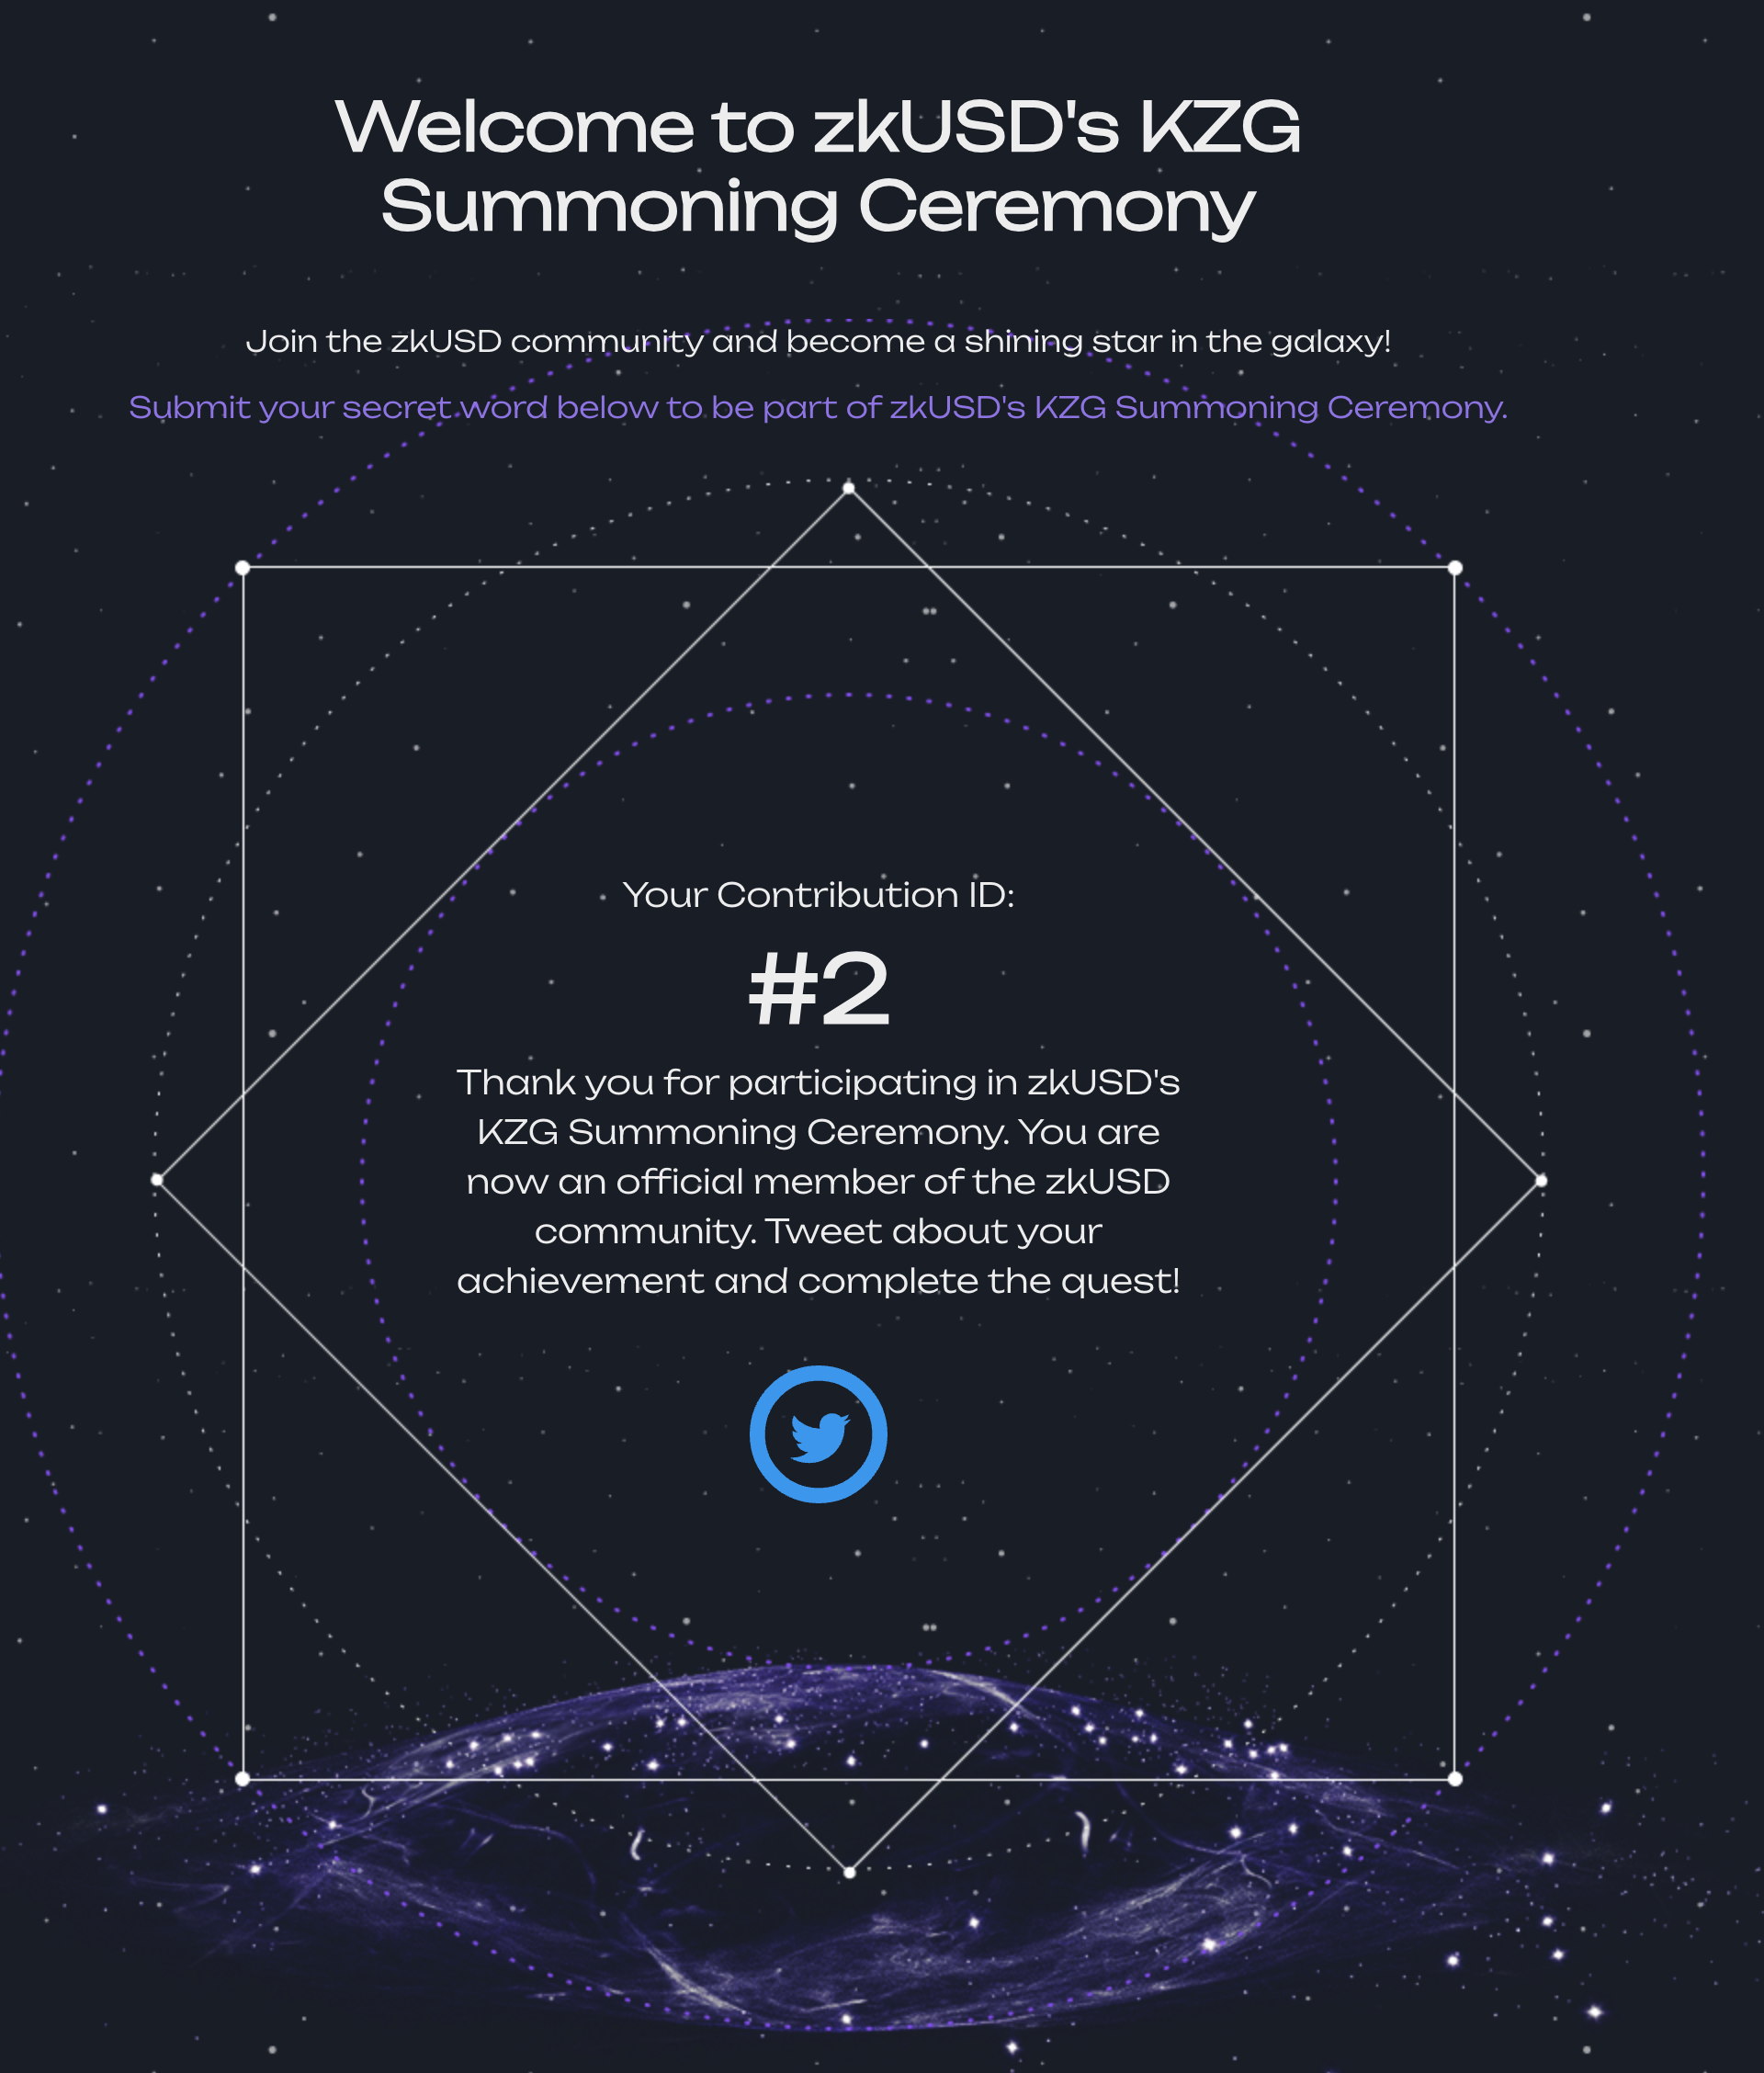 Welcome to zkUSD's KZG
Summoning Ceremony
Join the zkUSD community and become a shining star in the galaxy!
Submit your secret word below to be part of zkUSD's KZG Summoning Ceremony.
Your Contribution ID:
#2
Thank you for participating in zkUSD's
KZG Summoning Ceremony. You are
now an official member of the zkUSD
community. Tweet about your
achievement and complete the quest!